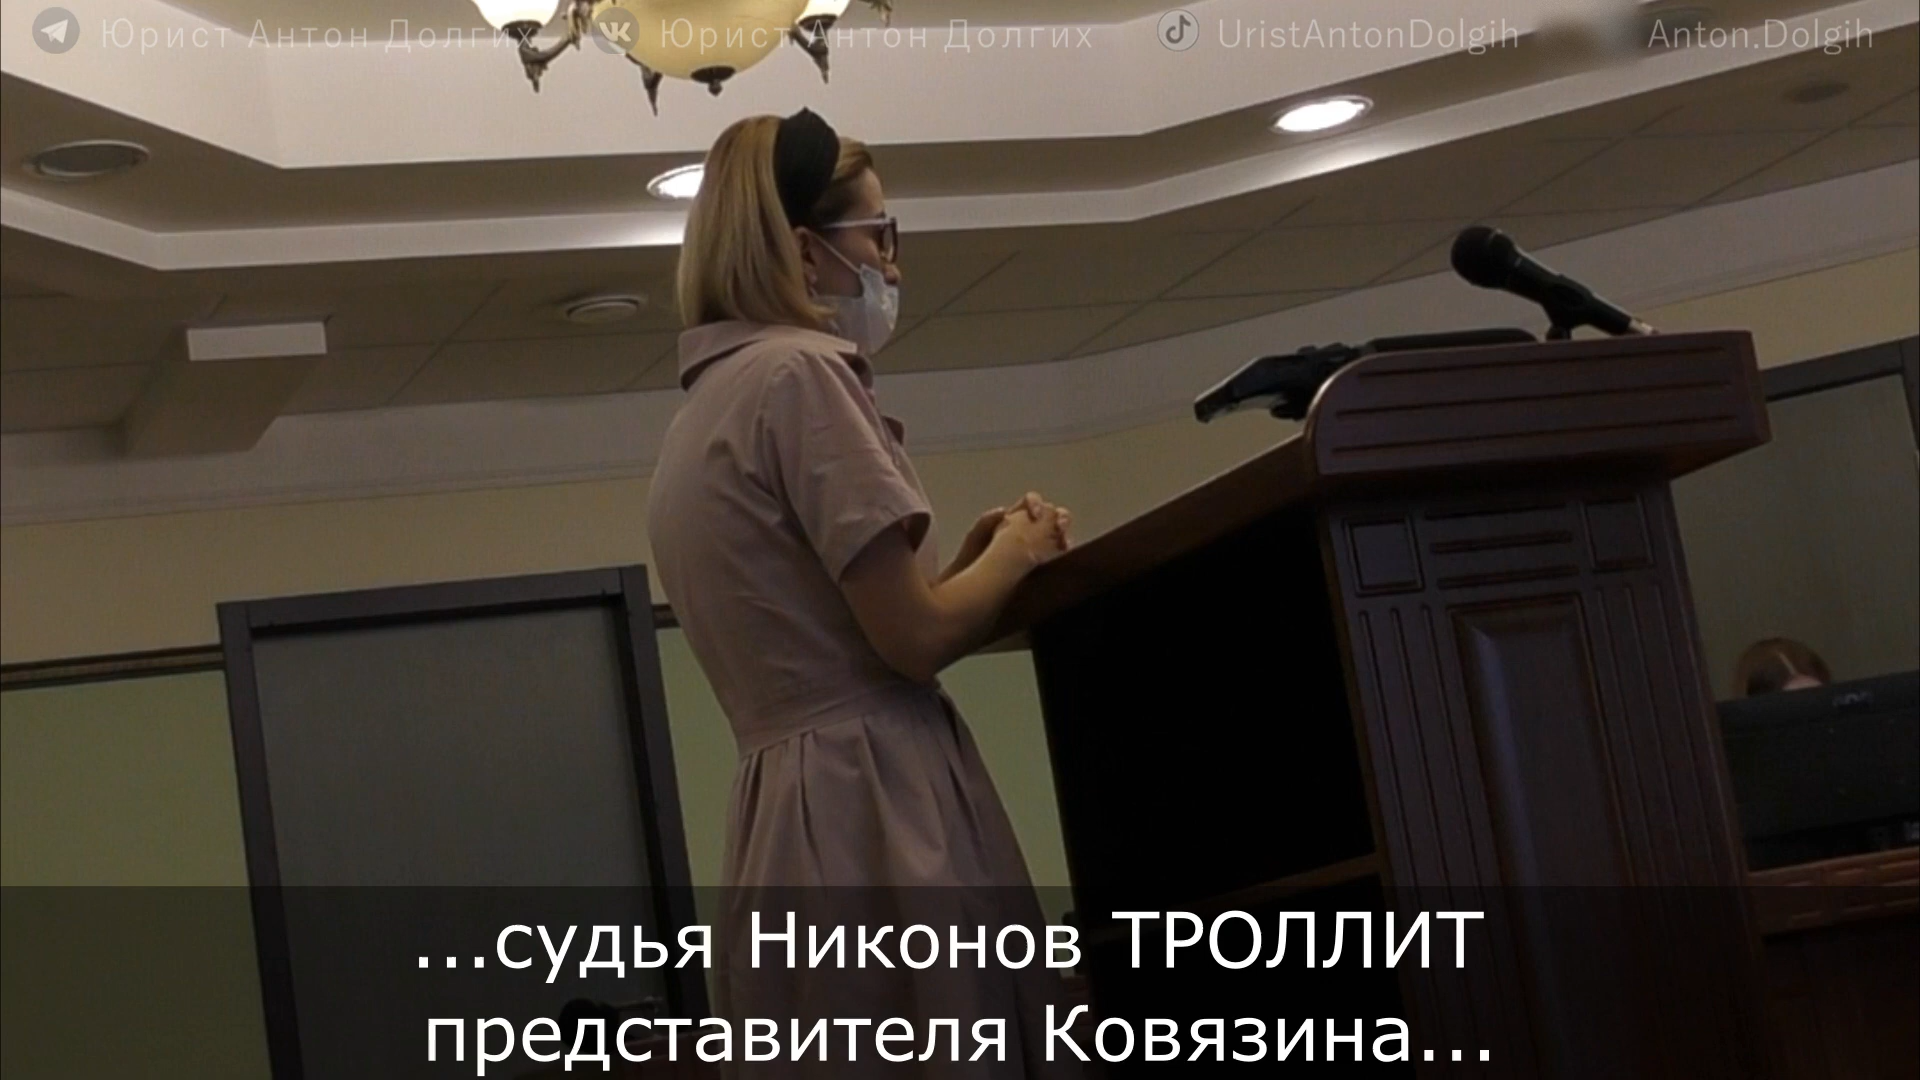 Юрист Антон Долгих Юрист Антон Долгих UristAntonDolgih Anton.Dolgih
...судья Никонов ТРОЛЛИТ
представителя Ковязина...